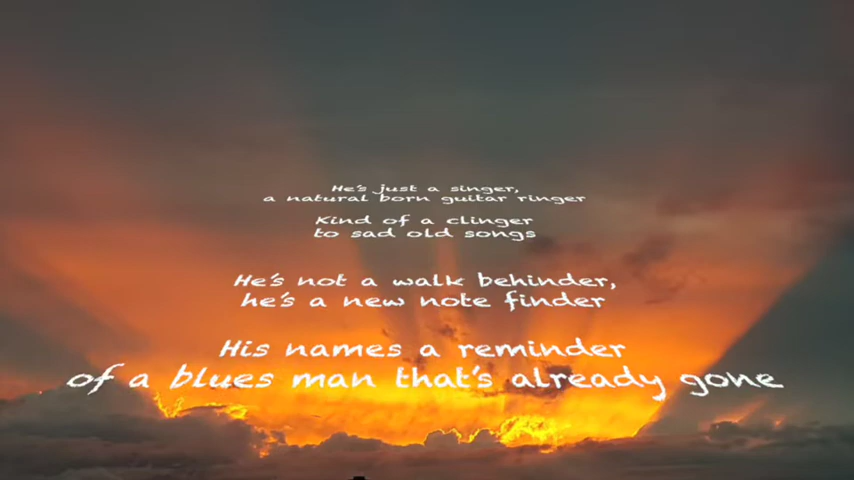 He's just a singer,
a natural born guitar ringer
Kind of a clinger
to sad old songs
He's not a walk behinder,
he's a new note finder
His names a reminder
of a blues man that's already gone